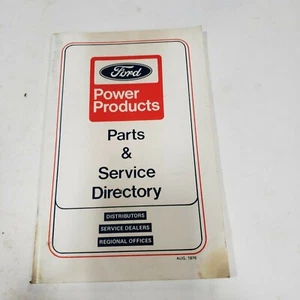 Ford
Power
Products
Parts
&
Service
Directory
DISTRIBUTORS
SERVICE DEALERS
REGIONAL OFFICES
AUG. 1976